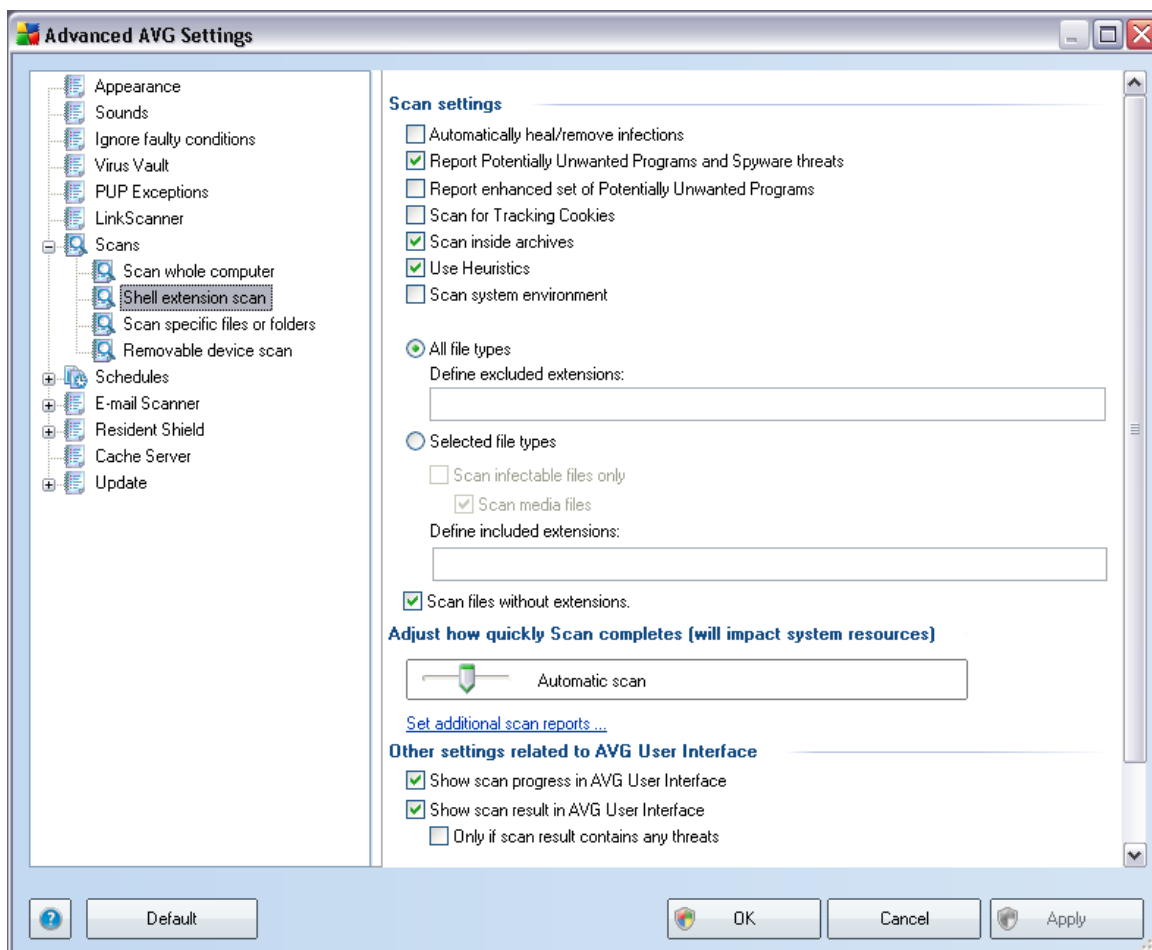 Advanced AVG Settings
Appearance
Sounds
Ignore faulty conditions
Virus Vault
PUP Exceptions
LinkScanner
Scans
Scan whole computer
Shell extension scan
Scan specific files or folders
Removable device scan
Schedules
E-mail Scanner
Resident Shield
Cache Server
Update
Scan settings
Automatically heal/remove infections
Report Potentially Unwanted Programs and Spyware threats
Report enhanced set of Potentially Unwanted Programs
Scan for Tracking Cookies
Scan inside archives
Use Heuristics
Scan system environment
All file types
Define excluded extensions:
Selected file types
Scan infectable files only
Scan media files
Define included extensions:
Scan files without extensions.
Adjust how quickly Scan completes (will impact system resources)
Automatic scan
Set additional scan reports ...
Other settings related to AVG User Interface
Show scan progress in AVG User Interface
Show scan result in AVG User Interface
Only if scan result contains any threats
? Default OK Cancel Apply